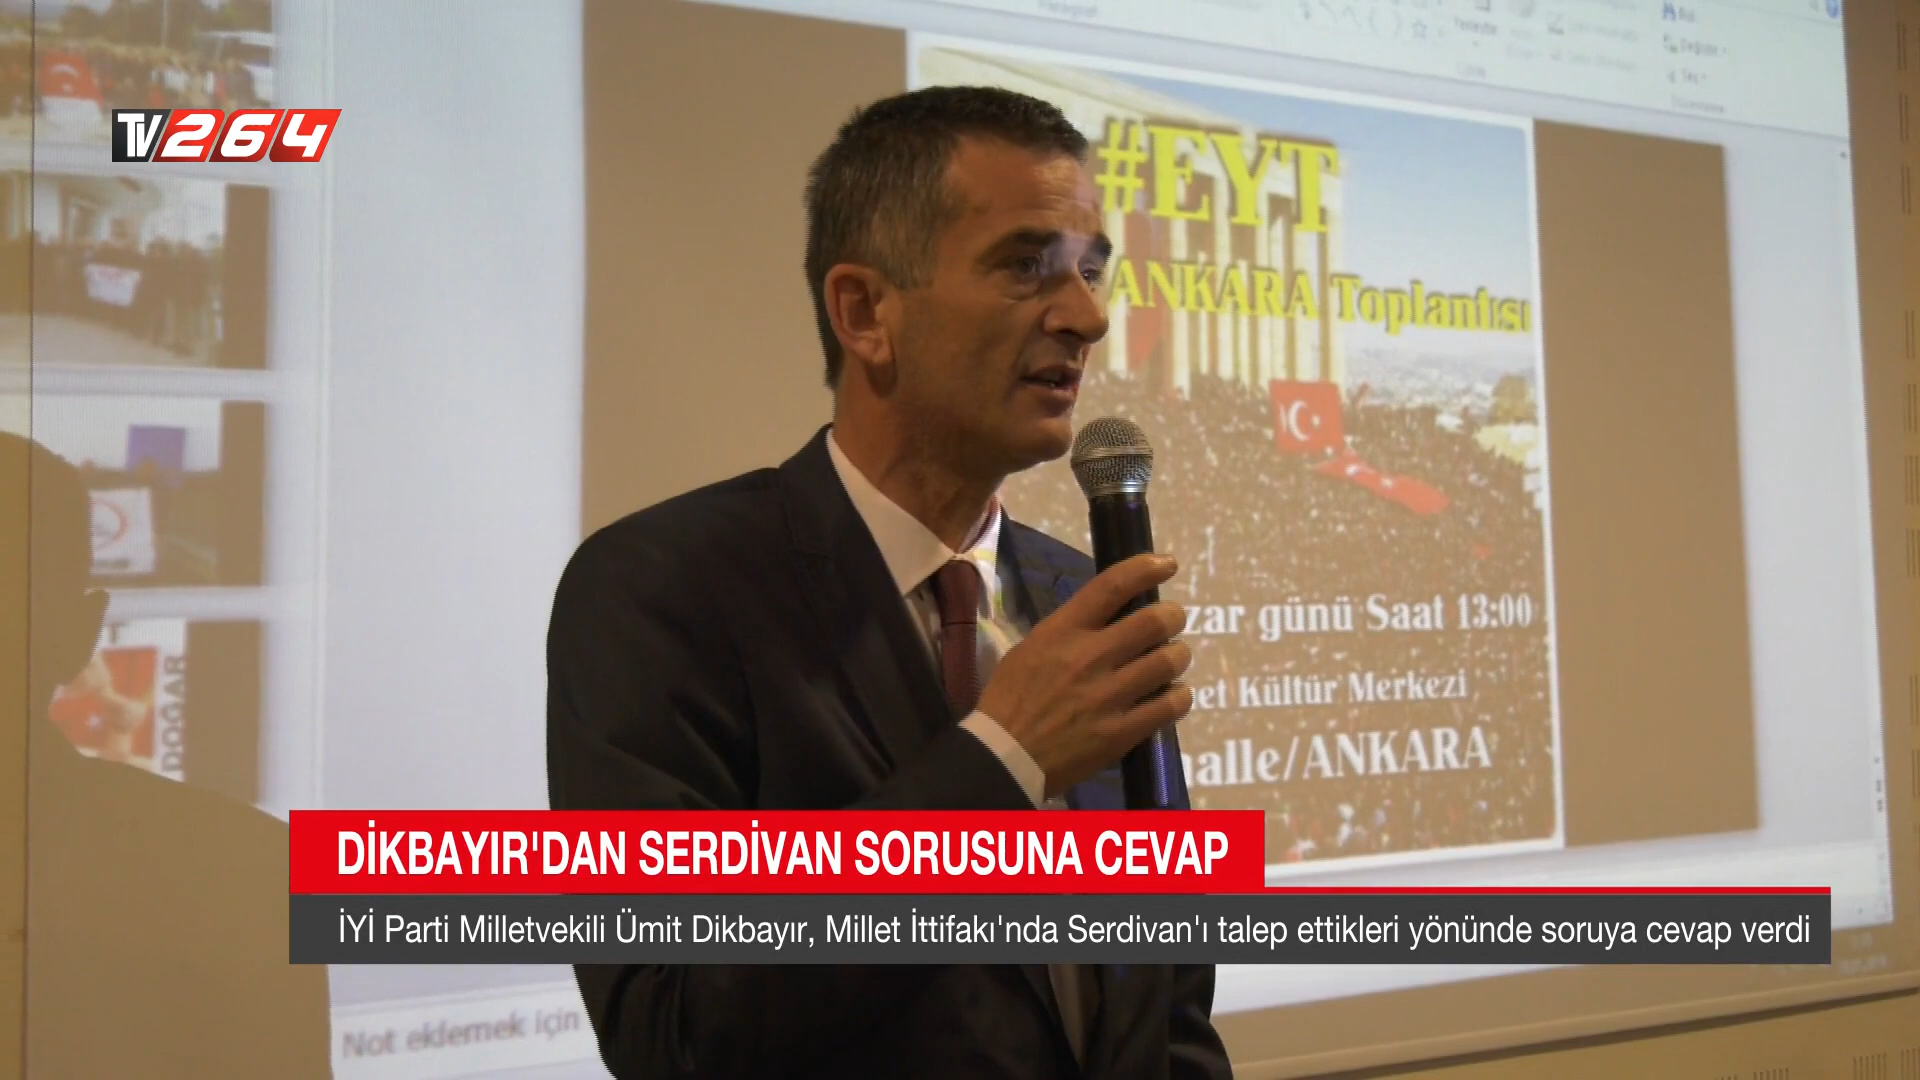 TV264
#EYT
ANKARA Toplantısı
zar günü Saat 13:00
et Kültür Merkezi
alle/ANKARA
DOĞAR
DİKBAYIR'DAN SERDİVAN SORUSUNA CEVAP
İYİ Parti Milletvekili Ümit Dikbayır, Millet İttifakı'nda Serdivan'ı talep ettikleri yönünde soruya cevap verdi
Not eklemek için